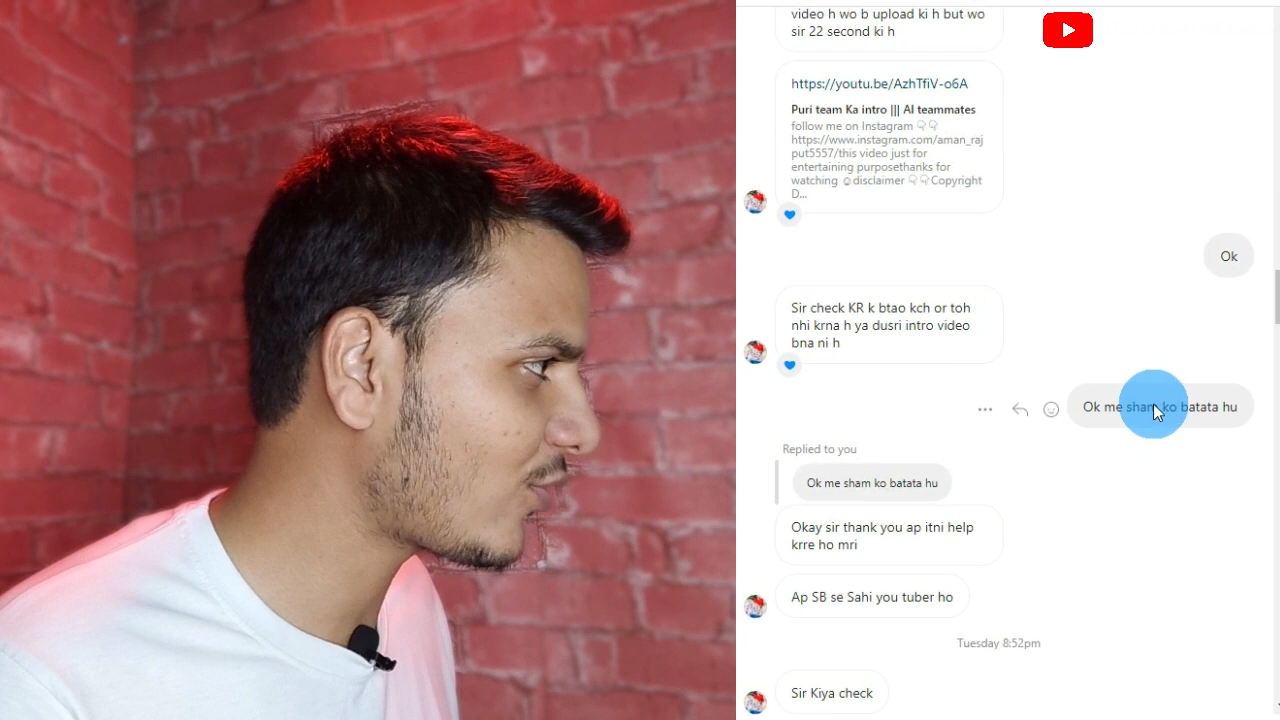 video h wo b upload ki h but wo
sir 22 second ki h
https://youtu.be/AzhTfiV-o6A
Puri team Ka intro ||| AI teammates
follow me on Instagram 👇👇
https://www.instagram.com/aman_raj
put5557/this video just for
entertaining purposethanks for
watching ☺disclaimer 👇👇Copyright
D...
Ok
Sir check KR k btao kch or toh
nhi krna h ya dusri intro video
bna ni h
Ok me sham ko batata hu
Replied to you
Ok me sham ko batata hu
Okay sir thank you ap itni help
krre ho mri
Ap SB se Sahi you tuber ho
Tuesday 8:52pm
Sir Kiya check